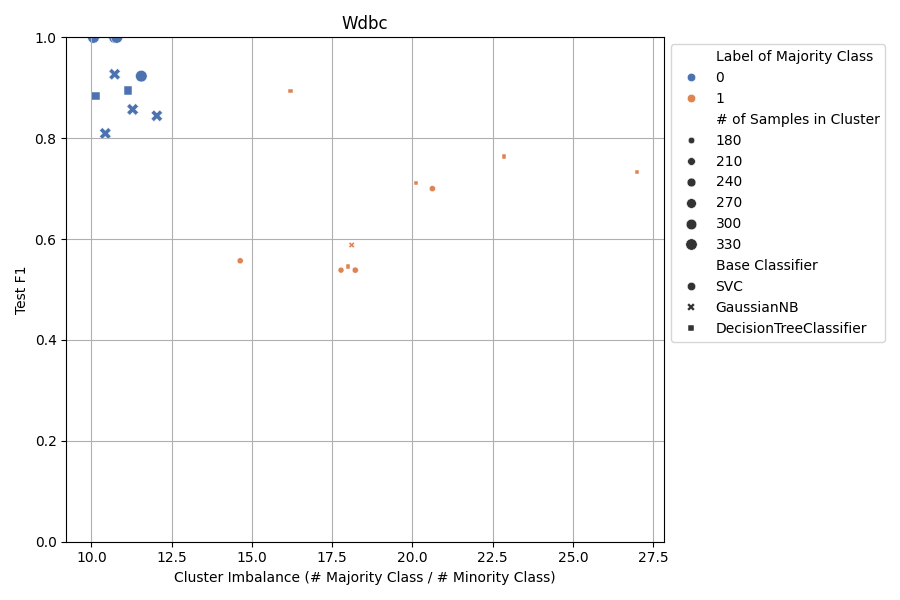 Wdbc
1.0
0.8
0.6
0.4
0.2
0.0
Test F1
10.0 12.5 15.0 17.5 20.0 22.5 25.0 27.5
Cluster Imbalance (# Majority Class / # Minority Class)
Label of Majority Class
0
1
# of Samples in Cluster
180
210
240
270
300
330
Base Classifier
SVC
GaussianNB
DecisionTreeClassifier